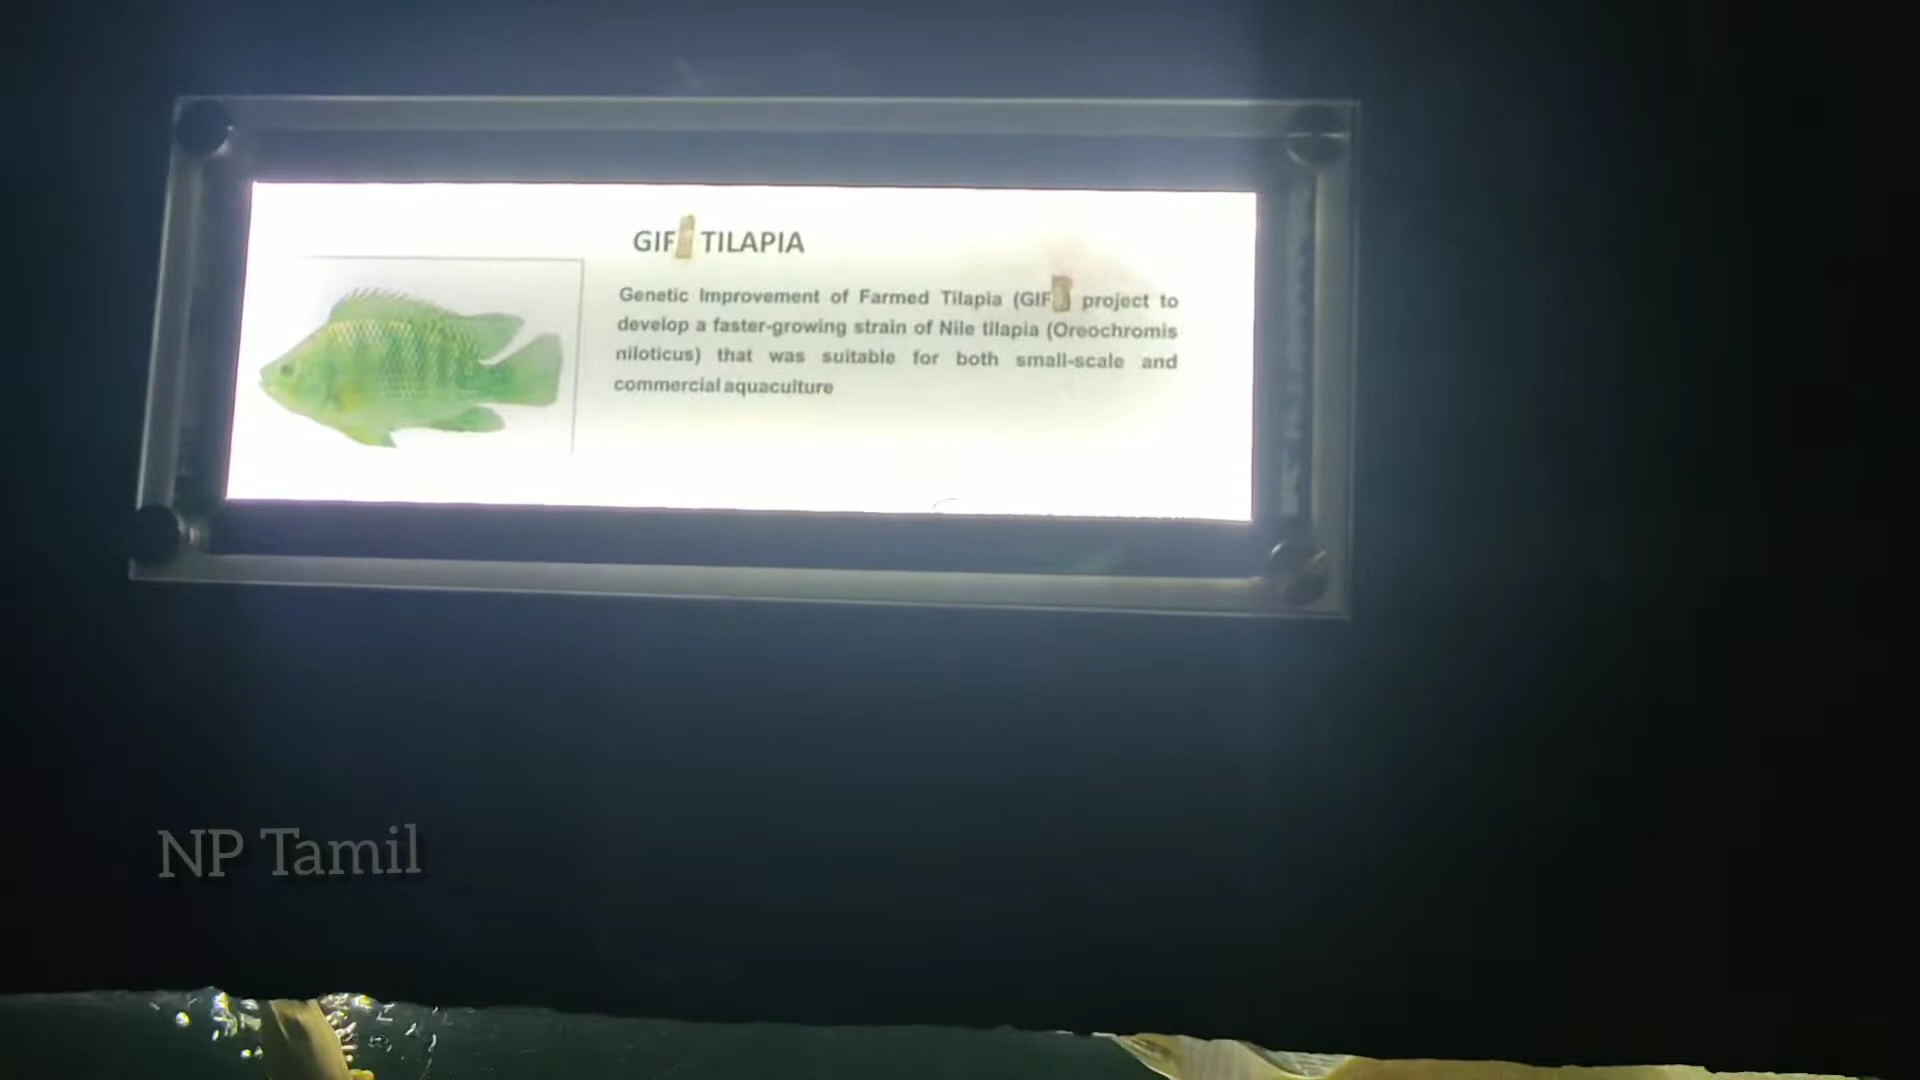 GIF TILAPIA
Genetic Improvement of Farmed Tilapia (GIF project to
develop a faster-growing strain of Nile tilapia (Oreochromis
niloticus) that was suitable for both small-scale and
commercial aquaculture
NP Tamil